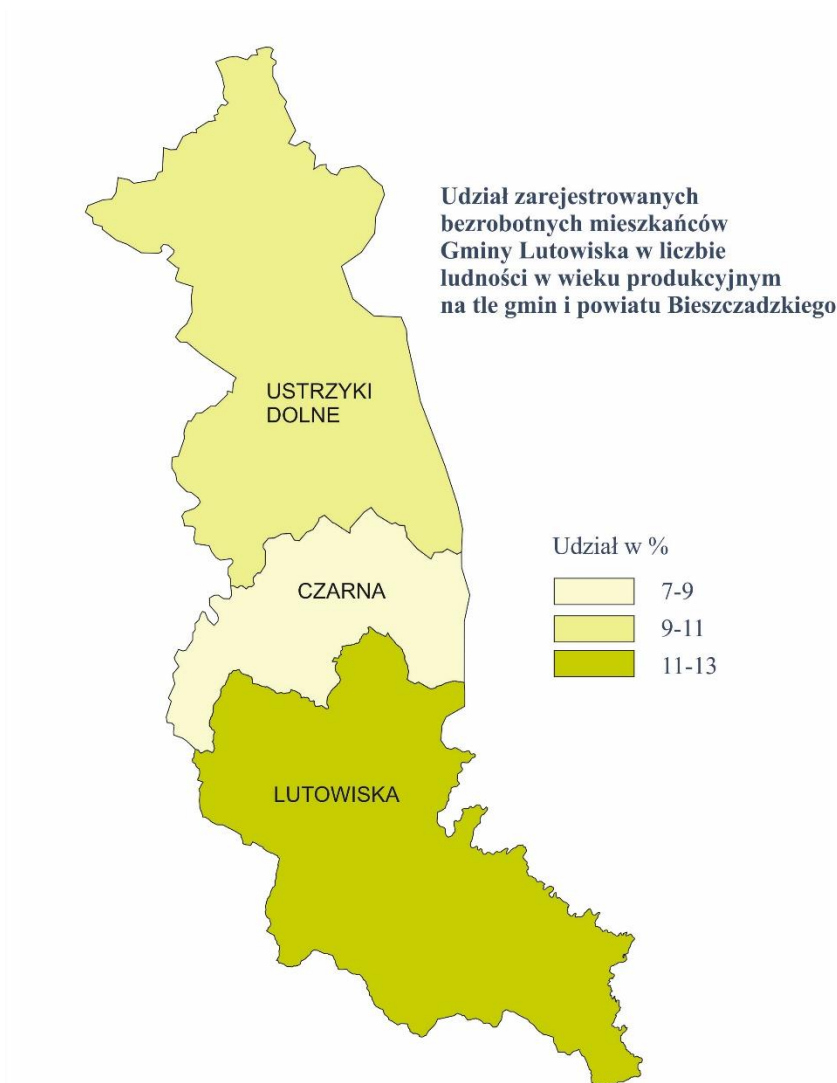 Udział zarejestrowanych
bezrobotnych mieszkańców
Gminy Lutowiska w liczbie
ludności w wieku produkcyjnym
na tle gmin i powiatu Bieszczadzkiego
USTRZYKI
DOLNE
CZARNA
LUTOWISKA
Udział w %
7-9
9-11
11-13